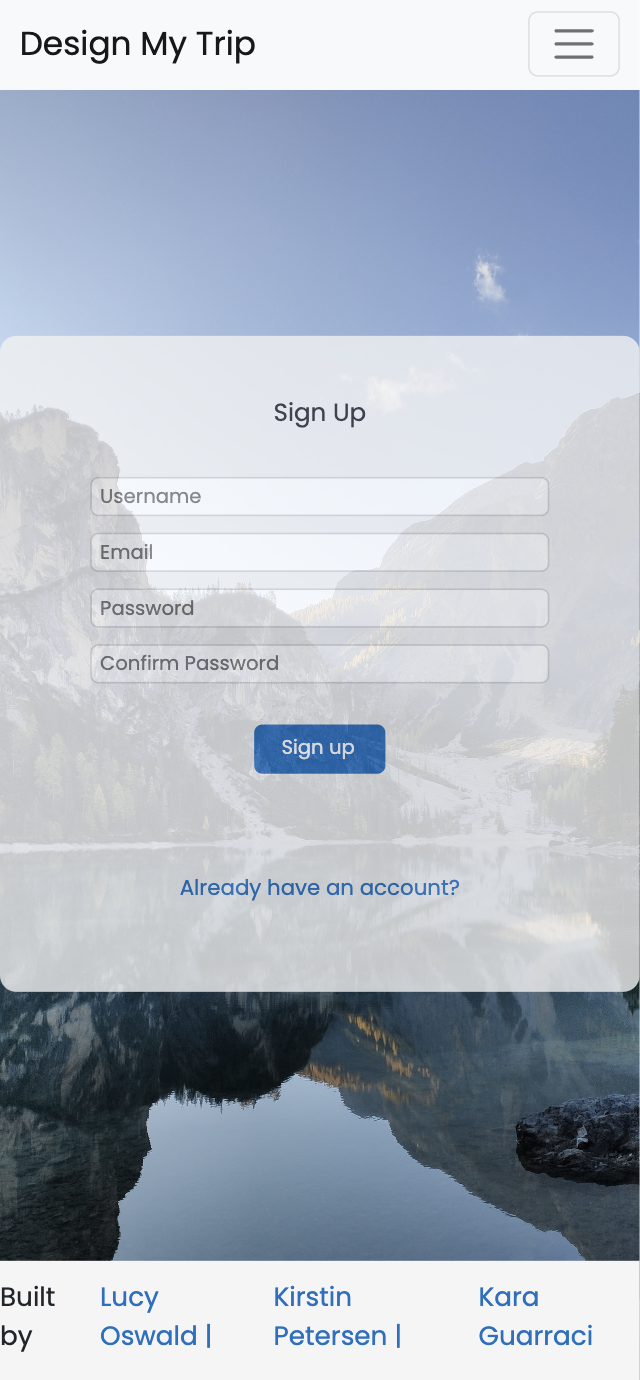 Design My Trip
Sign Up
Username
Email
Password
Confirm Password
Sign up
Already have an account?
Built by
Lucy Oswald |
Kirstin Petersen |
Kara Guarraci